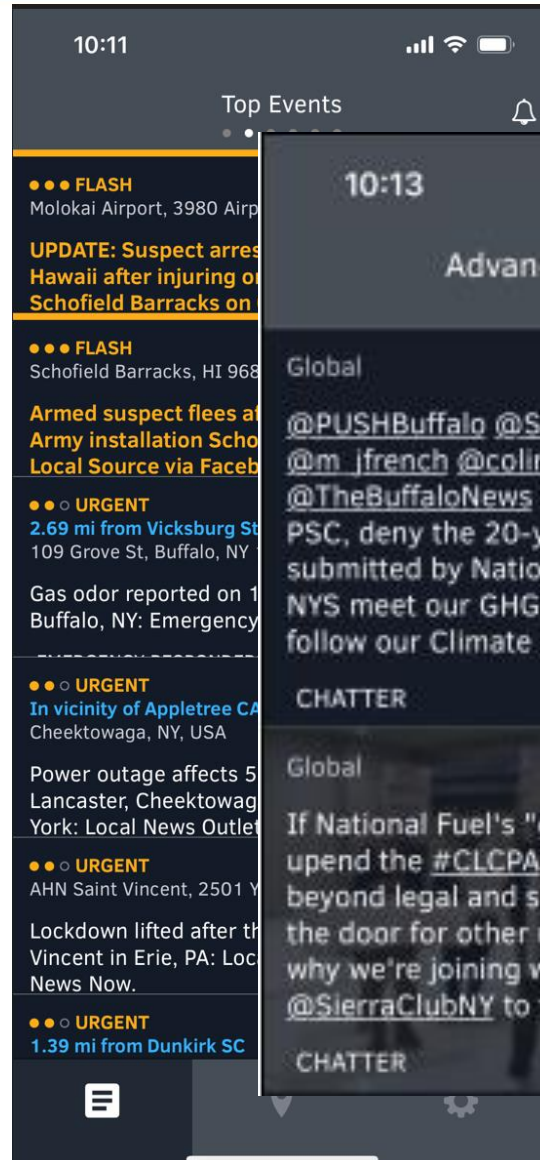 10:11
Top Events
FLASH
Molokai Airport, 3980 Airp
UPDATE: Suspect arres
Hawaii after injuring
Schofield Barracks on
FLASH
Schofield Barracks, HI 968
Armed suspect flees
Army installation Scho
Local Source via Faceb
URGENT
2.69 mi from Vicksburg St
109 Grove St, Buffalo, NY
Gas odor reported on 1
Buffalo, NY: Emergency
EMERGENCY RESPONDER
URGENT
In vicinity of Appletree CA
Cheektowaga, NY, USA
Power outage affects 5
Lancaster, Cheektowag
York: Local News Outlet
URGENT
AHN Saint Vincent, 2501 Y
Lockdown lifted after th
Vincent in Erie, PA: Loc
News Now.
URGENT
1.39 mi from Dunkirk SC
10:13
Advan
Global
@PUSHBuffalo @S
@m_jfrench @colin
@TheBuffaloNews
PSC, deny the 20-y
submitted by Natio
NYS meet our GHG
follow our Climate
CHATTER
Global
If National Fuel's "
upend the #CLCPA
beyond legal and s
the door for other
why we're joining w
@SierraClubNY to
CHATTER